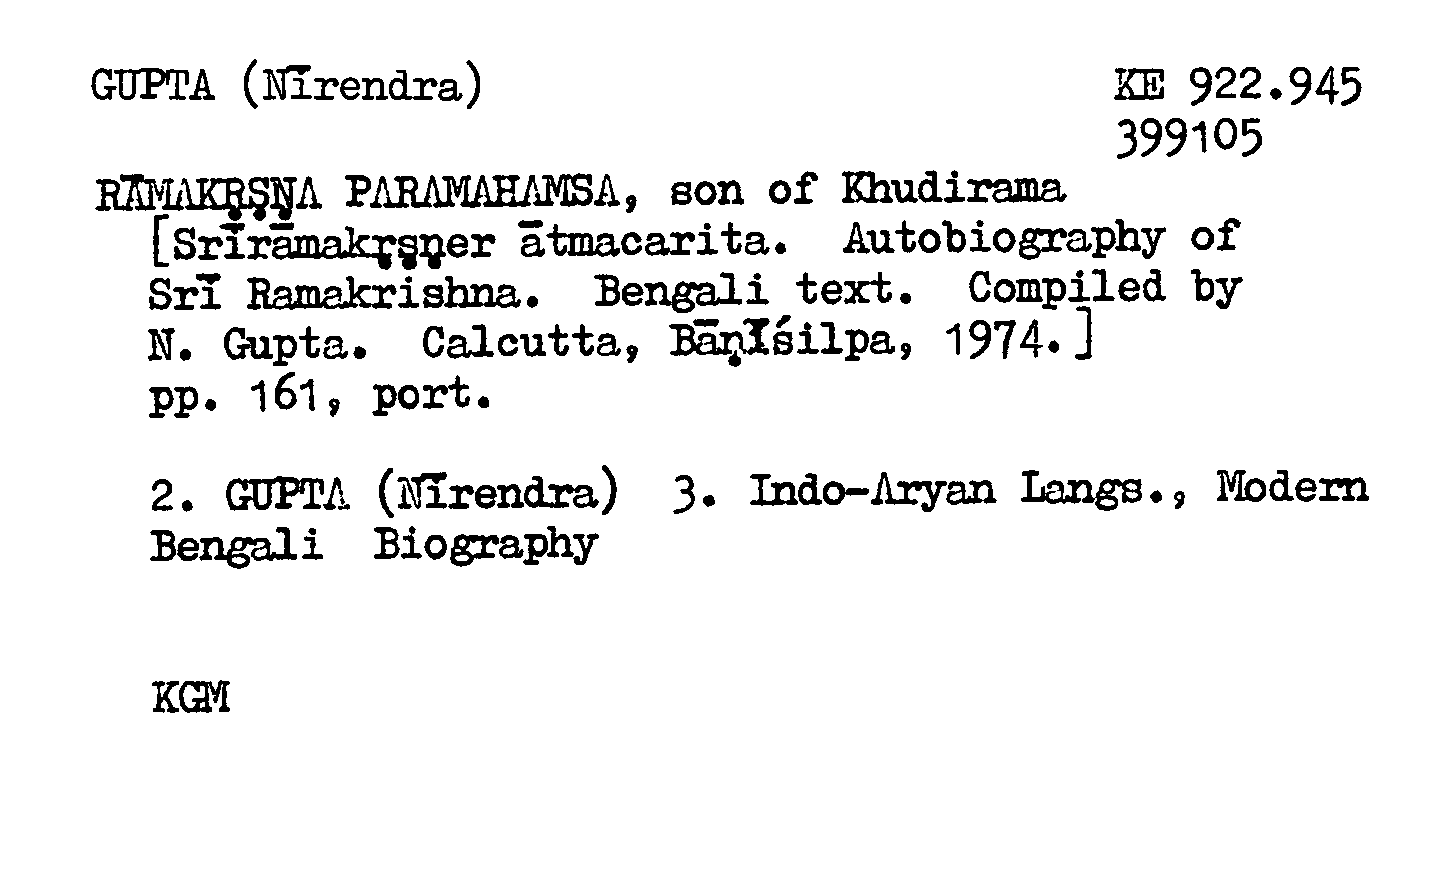 GUPTA (Nīrendra) KE 922.945
399105
RĀMAKṚṢṆA PARAMAHAMSA, son of Khudirama
[Srīrāmakṛṣṇer ātmacarita. Autobiography of
Srī Ramakrishna. Bengali text. Compiled by
N. Gupta. Calcutta, Bāṇīśilpa, 1974.]
pp. 161, port.
2. GUPTA (Nīrendra) 3. Indo-Aryan Langs., Modern
Bengali Biography
KGM